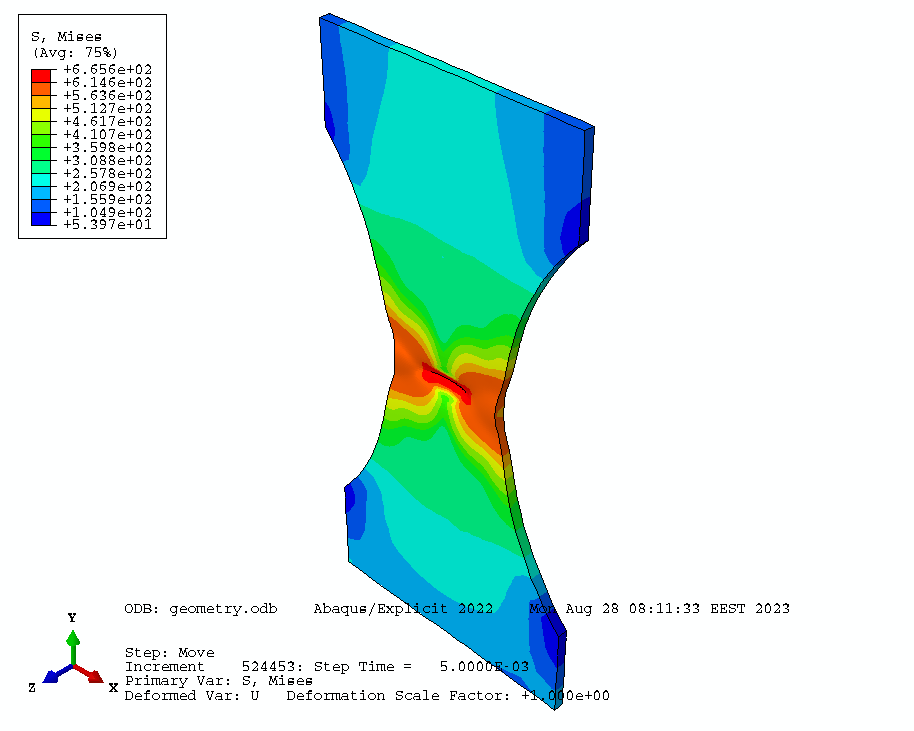 S, Mises
(Avg: 75%)
+6.656e+02
+6.146e+02
+5.636e+02
+5.127e+02
+4.617e+02
+4.107e+02
+3.598e+02
+3.088e+02
+2.578e+02
+2.069e+02
+1.559e+02
+1.049e+02
+5.397e+01
ODB: geometry.odb    Abaqus/Explicit 2022    Mon Aug 28 08:11:33 EEST 2023
Y
Z
X
Step: Move
Increment    524453: Step Time =    5.0000E-03
Primary Var: S, Mises
Deformed Var: U   Deformation Scale Factor: +1.000e+00